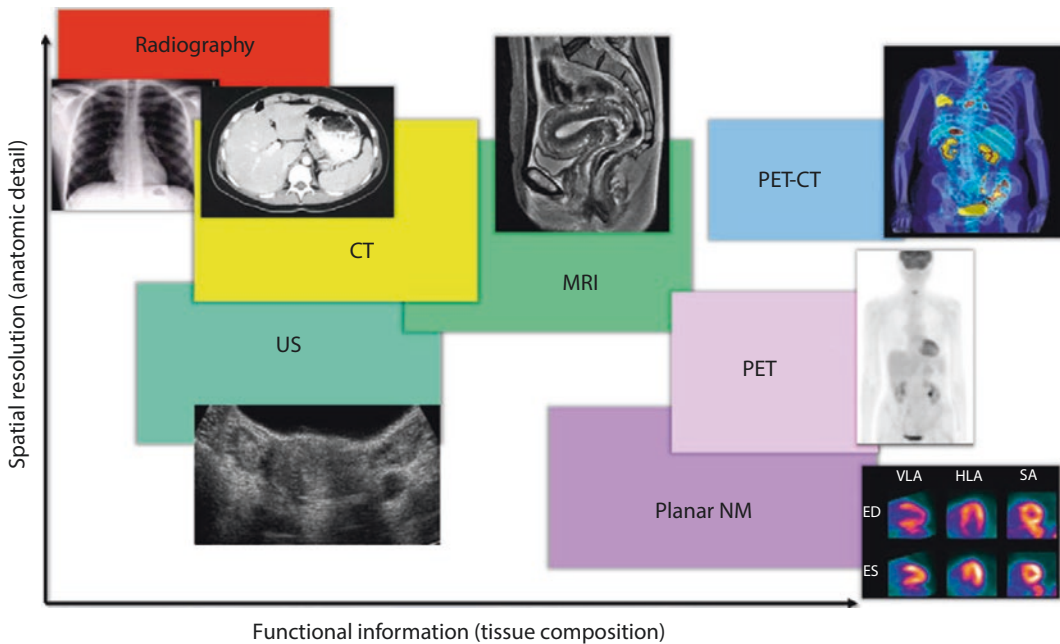 Radiography
PET-CT
CT
MRI
US
PET
Planar NM
VLA HLA SA
ED
ES
Spatial resolution (anatomic detail)
Functional information (tissue composition)